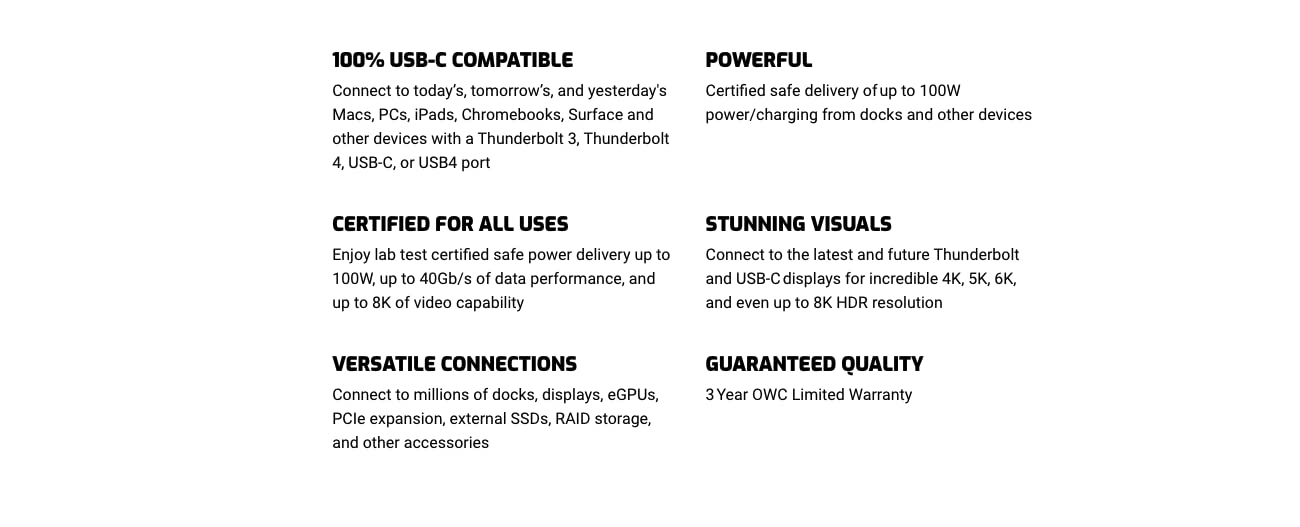 100% USB-C COMPATIBLE
Connect to today’s, tomorrow’s, and yesterday's
Macs, PCs, iPads, Chromebooks, Surface and
other devices with a Thunderbolt 3, Thunderbolt
4, USB-C, or USB4 port
POWERFUL
Certified safe delivery of up to 100W
power/charging from docks and other devices
CERTIFIED FOR ALL USES
Enjoy lab test certified safe power delivery up to
100W, up to 40Gb/s of data performance, and
up to 8K of video capability
STUNNING VISUALS
Connect to the latest and future Thunderbolt
and USB-C displays for incredible 4K, 5K, 6K,
and even up to 8K HDR resolution
VERSATILE CONNECTIONS
Connect to millions of docks, displays, eGPUs,
PCIe expansion, external SSDs, RAID storage,
and other accessories
GUARANTEED QUALITY
3 Year OWC Limited Warranty